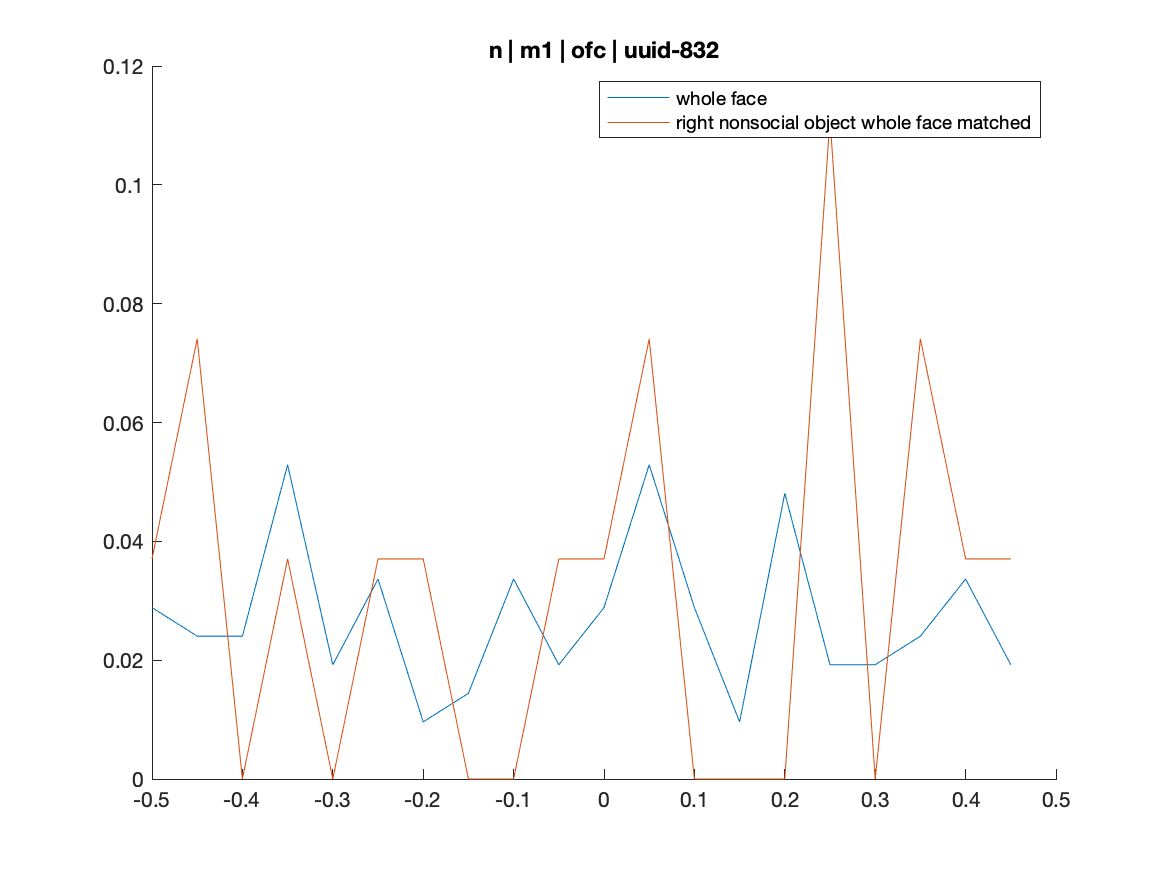 n | m1 | ofc | uuid-832
0.12
whole face
right nonsocial object whole face matched
0.1
0.08
0.06
0.04
0.02
0
-0.5 -0.4 -0.3 -0.2 -0.1 0 0.1 0.2 0.3 0.4 0.5